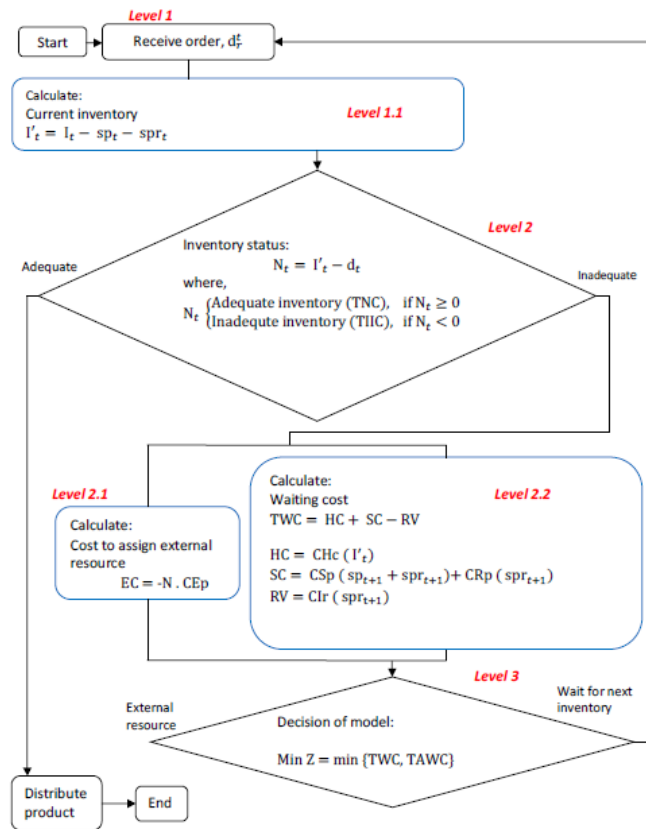 Level 1
Start
Receive order, dᵣᵗ
Calculate:
Current inventory
I'ₜ = Iₜ − spₜ − sprₜ
Level 1.1
Level 2
Adequate
Inadequate
Inventory status:
Nₜ = I'ₜ − dₜ
where,
Nₜ { Adequate inventory (TNC), if Nₜ ≥ 0
Inadequte inventory (TIIC), if Nₜ < 0
Level 2.1
Calculate:
Cost to assign external
resource
EC = -N . CEp
Level 2.2
Calculate:
Waiting cost
TWC = HC + SC − RV
HC = CHc ( I'ₜ )
SC = CSp ( spₜ₊₁ + sprₜ₊₁ ) + CRp ( sprₜ₊₁ )
RV = CIr ( sprₜ₊₁ )
Level 3
External
resource
Wait for next
inventory
Decision of model:
Min Z = min {TWC, TAWC}
Distribute
product
End